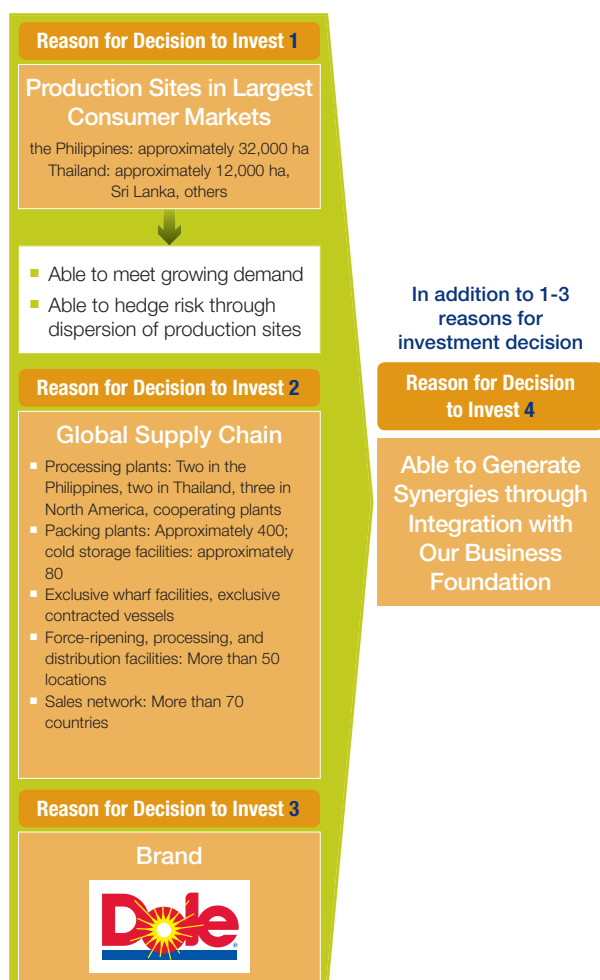 Reason for Decision to Invest 1
Production Sites in Largest
Consumer Markets
the Philippines: approximately 32,000 ha
Thailand: approximately 12,000 ha,
Sri Lanka, others
■ Able to meet growing demand
■ Able to hedge risk through
dispersion of production sites
Reason for Decision to Invest 2
Global Supply Chain
■ Processing plants: Two in the
Philippines, two in Thailand, three in
North America, cooperating plants
■ Packing plants: Approximately 400;
cold storage facilities: approximately
80
■ Exclusive wharf facilities, exclusive
contracted vessels
■ Force-ripening, processing, and
distribution facilities: More than 50
locations
■ Sales network: More than 70
countries
Reason for Decision to Invest 3
Brand
Dole
®
In addition to 1-3
reasons for
investment decision
Reason for Decision
to Invest 4
Able to Generate
Synergies through
Integration with
Our Business
Foundation